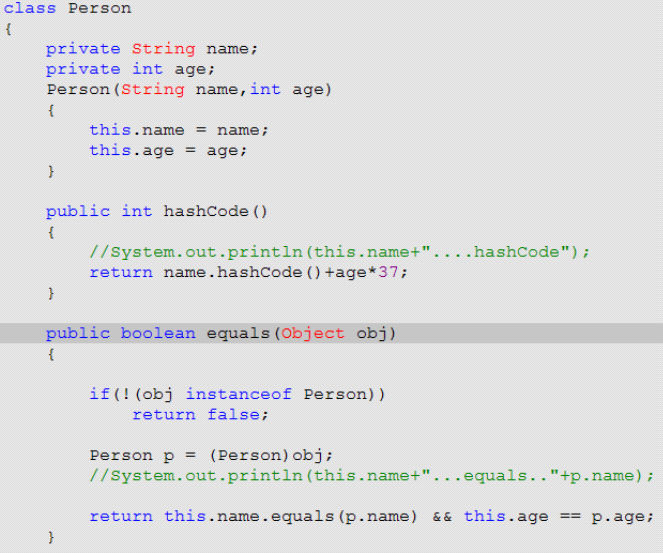 class Person
{
    private String name;
    private int age;
    Person(String name,int age)
    {
        this.name = name;
        this.age = age;
    }

    public int hashCode()
    {
        //System.out.println(this.name+"....hashCode");
        return name.hashCode()+age*37;
    }

    public boolean equals(Object obj)
    {

        if(!(obj instanceof Person))
            return false;

        Person p = (Person)obj;
        //System.out.println(this.name+"...equals.."+p.name);

        return this.name.equals(p.name) && this.age == p.age;
    }